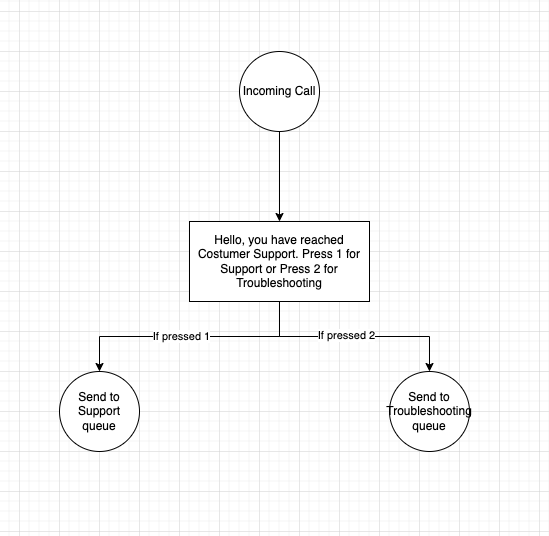 Incoming Call
Hello, you have reached
Costumer Support. Press 1 for
Support or Press 2 for
Troubleshooting
If pressed 1
If pressed 2
Send to
Support
queue
Send to
Troubleshooting
queue